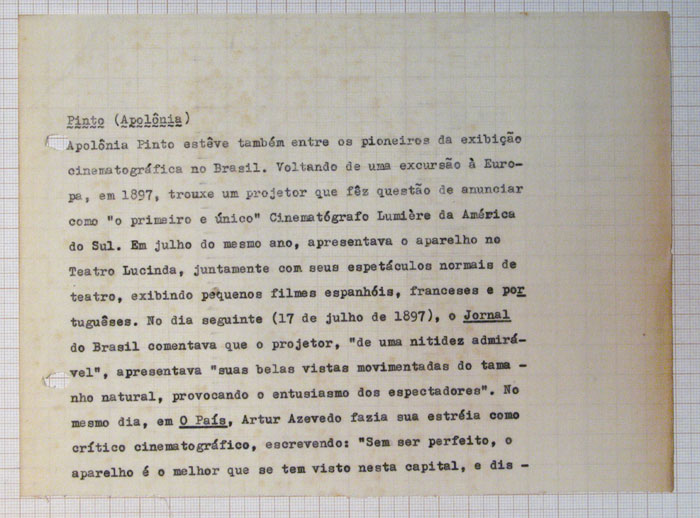 Pinto (Apolônia)
Apolônia Pinto estêve também entre os pioneiros da exibição
cinematográfica no Brasil. Voltando de uma excursão à Euro-
pa, em 1897, trouxe um projetor que fêz questão de anunciar
como "o primeiro e único" Cinematógrafo Lumière da América
do Sul. Em julho do mesmo ano, apresentava o aparelho no
Teatro Lucinda, juntamente com seus espetáculos normais de
teatro, exibindo pequenos filmes espanhóis, franceses e por
tuguêses. No dia seguinte (17 de julho de 1897), o Jornal
do Brasil comentava que o projetor, "de uma nitidez admirá-
vel", apresentava "suas belas vistas movimentadas do tama -
nho natural, provocando o entusiasmo dos espectadores". No
mesmo dia, em O País, Artur Azevedo fazia sua estréia como
crítico cinematográfico, escrevendo: "Sem ser perfeito, o
aparelho é o melhor que se tem visto nesta capital, e dis -